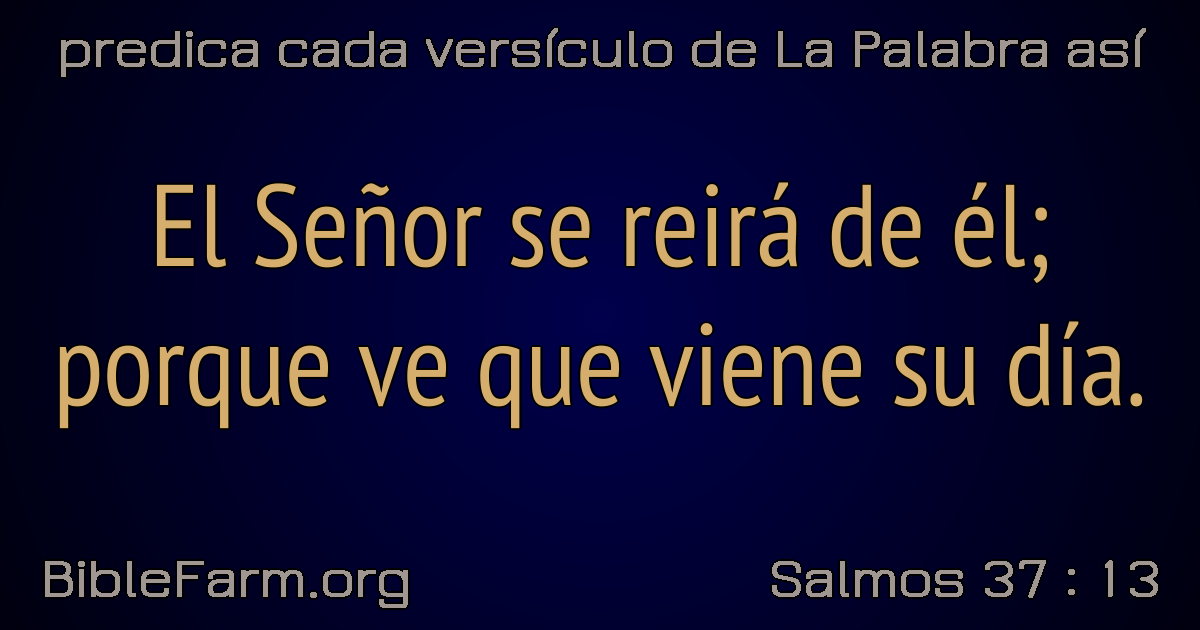 predica cada versículo de La Palabra así
El Señor se reirá de él;
porque ve que viene su día.
BibleFarm.org
Salmos 37 : 13